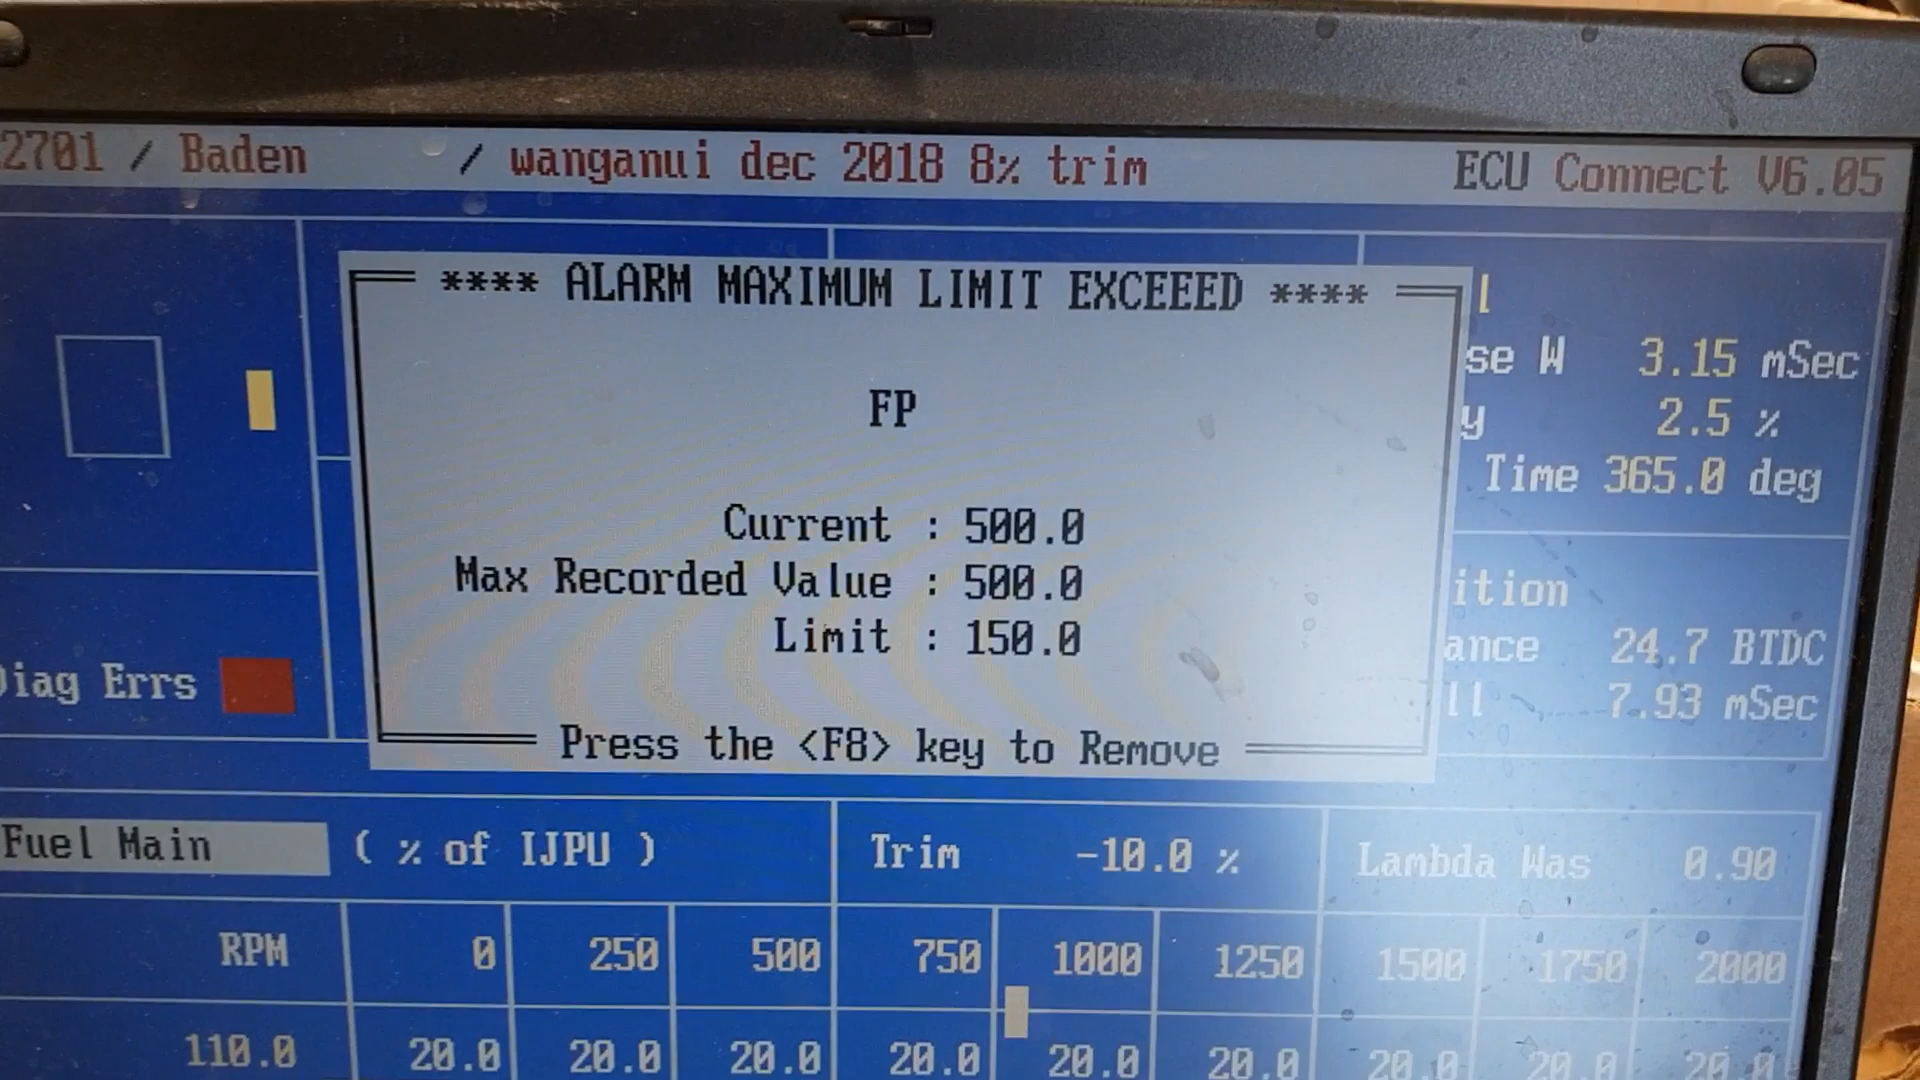 2701 / Baden / wanganui dec 2018 8% trim ECU Connect V6.05
**** ALARM MAXIMUM LIMIT EXCEEED ****
l
FP
se W 3.15 mSec
y 2.5 %
Time 365.0 deg
Current : 500.0
Max Recorded Value : 500.0
Limit : 150.0
ition
ance 24.7 BTDC
ll 7.93 mSec
Diag Errs
Press the <F8> key to Remove
Fuel Main ( % of IJPU ) Trim -10.0 % Lambda Was 0.90
RPM 0 250 500 750 1000 1250 1500 1750 2000
110.0 20.0 20.0 20.0 20.0 20.0 20.0 20.0 20.0 20.0